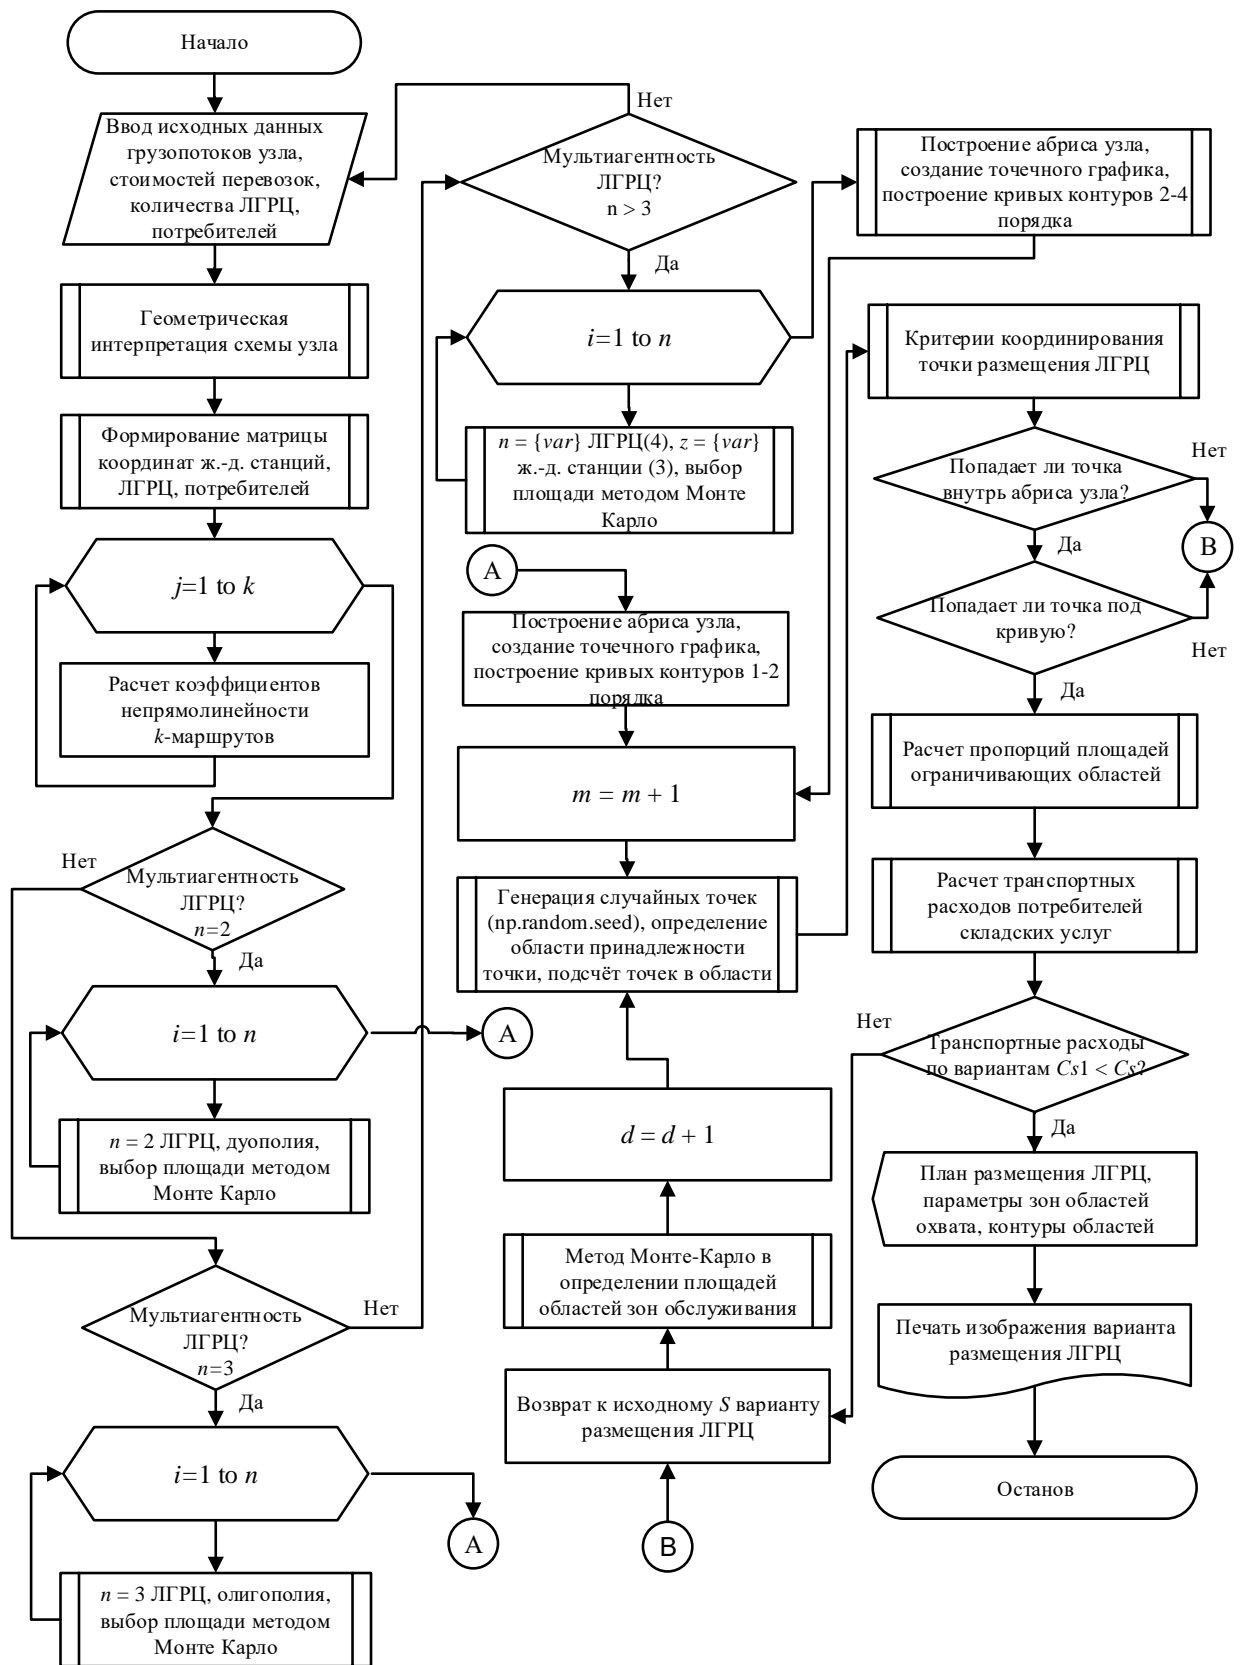 Начало
Ввод исходных данных
грузопотоков узла,
стоимостей перевозок,
количества ЛГРЦ,
потребителей
Геометрическая
интерпретация схемы узла
Формирование матрицы
координат ж.-д. станций,
ЛГРЦ, потребителей
j=1 to k
Расчет коэффициентов
непрямолинейности
k-маршрутов
Нет
Мультиагентность
ЛГРЦ?
n=2
Да
i=1 to n
A
n = 2 ЛГРЦ, дуополия,
выбор площади методом
Монте Карло
Мультиагентность
ЛГРЦ?
n=3
Нет
Да
i=1 to n
A
n = 3 ЛГРЦ, олигополия,
выбор площади методом
Монте Карло
Нет
Мультиагентность
ЛГРЦ?
n > 3
Да
i=1 to n
n = {var} ЛГРЦ(4), z = {var}
ж.-д. станции (3), выбор
площади методом Монте
Карло
A
Построение абриса узла,
создание точечного графика,
построение кривых контуров 1-2
порядка
m = m + 1
Генерация случайных точек
(np.random.seed), определение
области принадлежности
точки, подсчёт точек в области
d = d + 1
Метод Монте-Карло в
определении площадей
областей зон обслуживания
Возврат к исходному S варианту
размещения ЛГРЦ
B
Построение абриса узла,
создание точечного графика,
построение кривых контуров 2-4
порядка
Критерии координирования
точки размещения ЛГРЦ
Попадает ли точка
внутрь абриса узла?
Нет
Да
B
Попадает ли точка под
кривую?
Нет
Да
Расчет пропорций площадей
ограничивающих областей
Расчет транспортных
расходов потребителей
складских услуг
Нет
Транспортные расходы
по вариантам Cs1 < Cs?
Да
План размещения ЛГРЦ,
параметры зон областей
охвата, контуры областей
Печать изображения варианта
размещения ЛГРЦ
Останов